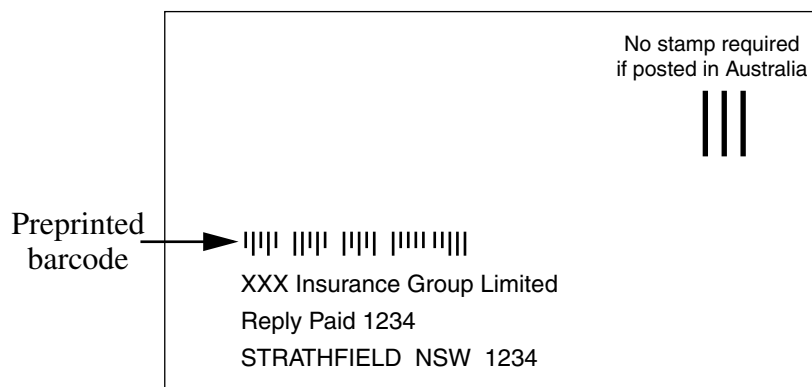 No stamp required
if posted in Australia
Preprinted
barcode
XXX Insurance Group Limited
Reply Paid 1234
STRATHFIELD NSW 1234